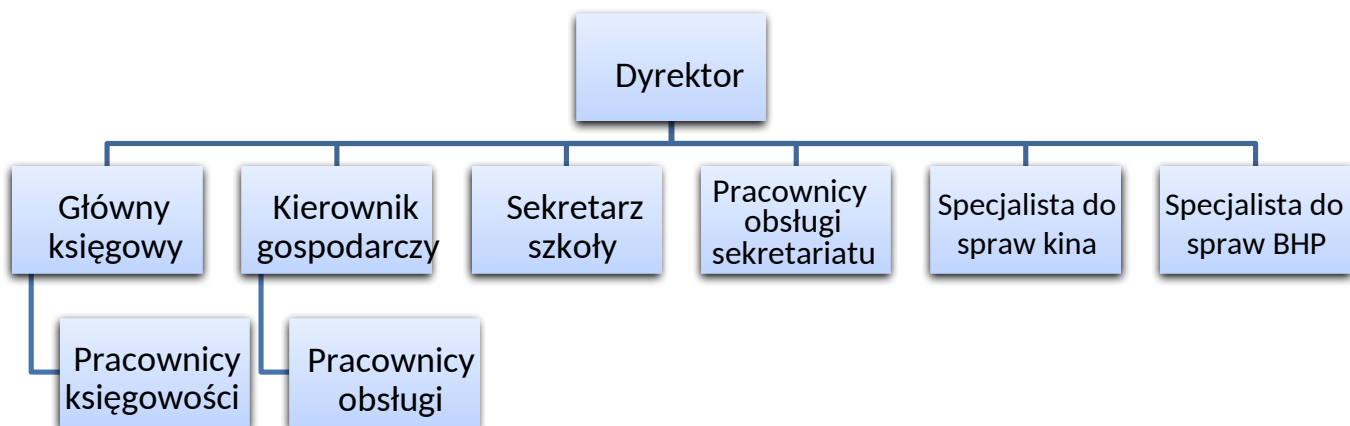 Dyrektor
Główny
księgowy
Kierownik
gospodarczy
Sekretarz
szkoły
Pracownicy
obsługi
sekretariatu
Specjalista do
spraw kina
Specjalista do
spraw BHP
Pracownicy
księgowości
Pracownicy
obsługi